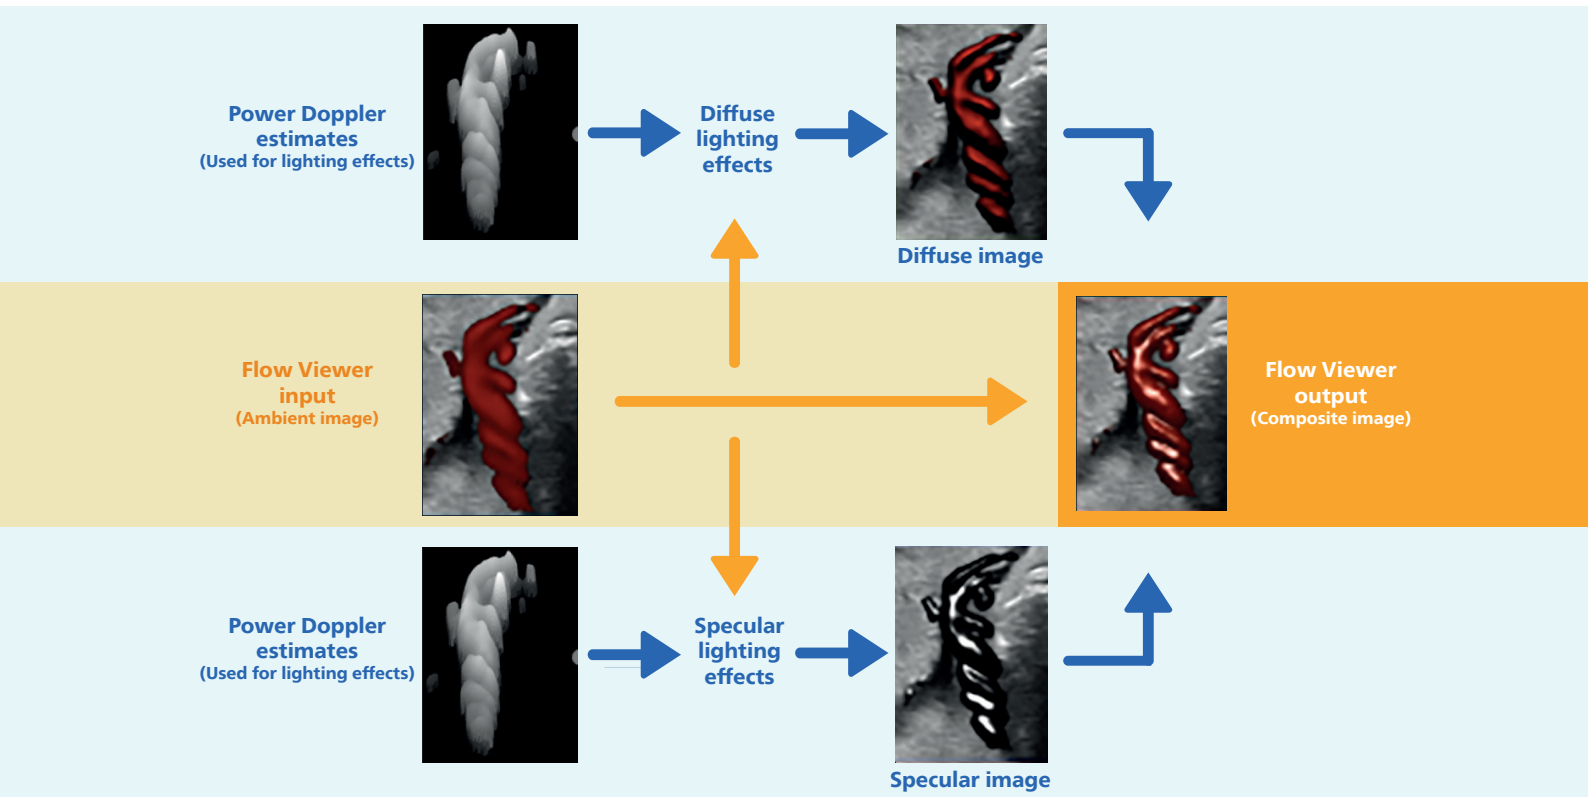 Power Doppler
estimates
(Used for lighting effects)
Diffuse
lighting
effects
Diffuse image
Flow Viewer
input
(Ambient image)
Flow Viewer
output
(Composite image)
Power Doppler
estimates
(Used for lighting effects)
Specular
lighting
effects
Specular image